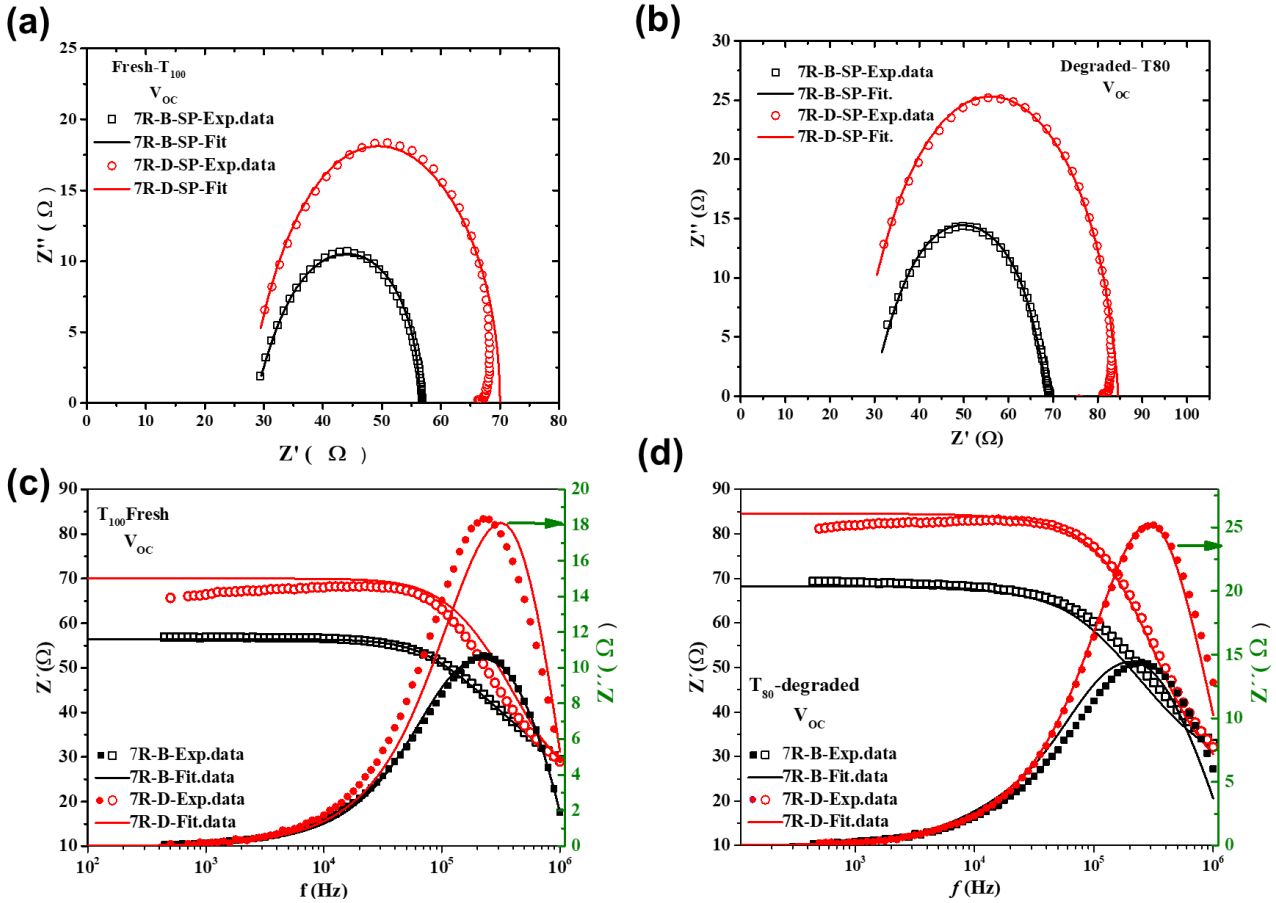 (a)
25
20
15
10
5
0
Z'' ( Ω )
Fresh-T100
VOC
7R-B-SP-Exp.data
7R-B-SP-Fit
7R-D-SP-Exp.data
7R-D-SP-Fit
0 10 20 30 40 50 60 70 80
Z' ( Ω )
(b)
30
25
20
15
10
5
0
Z'' (Ω)
7R-B-SP-Exp.data
7R-B-SP-Fit.
7R-D-SP-Exp.data
7R-D-SP-Fit.
Degraded- T80
VOC
0 10 20 30 40 50 60 70 80 90 100
Z' (Ω)
(c)
90
80
70
60
50
40
30
20
10
Z´(Ω)
T100Fresh
VOC
7R-B-Exp.data
7R-B-Fit.data
7R-D-Exp.data
7R-D-Fit.data
20
18
16
14
12
10
8
6
4
2
0
Z´´( Ω )
10^2 10^3 10^4 10^5 10^6
f (Hz)
(d)
90
80
70
60
50
40
30
20
10
Z´(Ω)
T80-degraded
VOC
7R-B-Exp.data
7R-B-Fit.data
7R-D-Exp.data
7R-D-Fit.data
25
20
15
10
5
0
Z´´( Ω )
10^3 10^4 10^5 10^6
f (Hz)